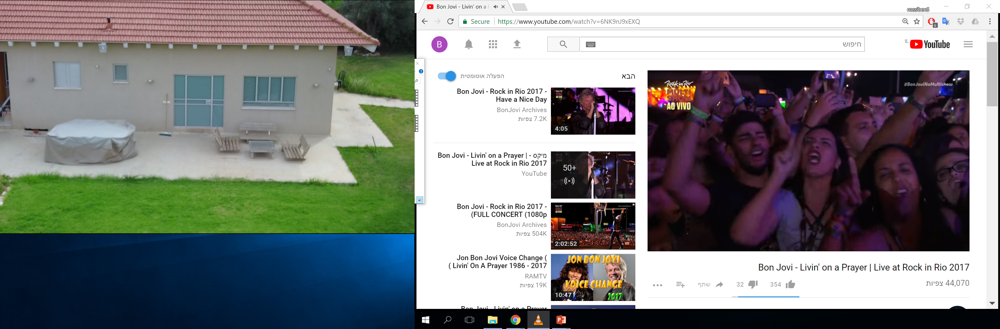 Bon Jovi - Livin' on a
nassiben5
Secure
https://www.youtube.com/watch?v=6NK9nJ9xEXQ
6
B
חיפוש
IL
YouTube
הפעלה אוטומטית
הבא
Bon Jovi - Rock in Rio 2017 -
Have a Nice Day
BonJovi Archives
7.2K צפיות
4:05
Bon Jovi - Livin' on a Prayer | - מיקס
Live at Rock in Rio 2017
YouTube
50+
Bon Jovi - Rock in Rio 2017 -
(FULL CONCERT (1080p
BonJovi Archives
504K צפיות
2:02:52
Jon Bon Jovi Voice Change (
( Livin' On A Prayer 1986 - 2017
RAMTV
19K צפיות
JON BON JOVI
VOICE CHANGE
2017
10:47
Bon Jovi - Livin' on a Prayer
Rock in Rio
MULTI
SHOW
AO VIVO
#BonJoviNoMultishow
Bon Jovi - Livin' on a Prayer | Live at Rock in Rio 2017
44,070 צפיות
שתף
32
354